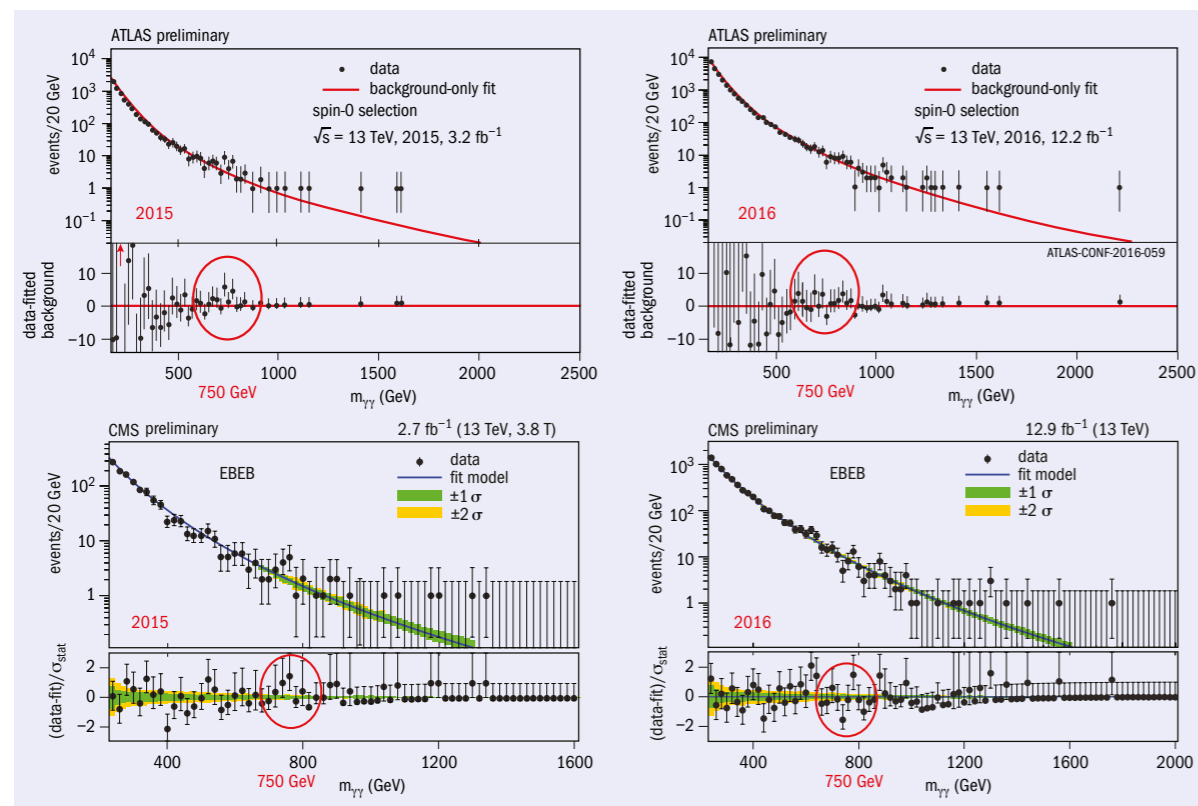 ATLAS preliminary
events/20 GeV
10⁴
10³
10²
10
1
10⁻¹
data
background-only fit
spin-0 selection
√s = 13 TeV, 2015, 3.2 fb⁻¹
2015
data-fitted
background
10
0
−10
500
1000
1500
2000
2500
750 GeV
mγγ (GeV)
ATLAS preliminary
events/20 GeV
10⁴
10³
10²
10
1
10⁻¹
data
background-only fit
spin-0 selection
√s = 13 TeV, 2016, 12.2 fb⁻¹
2016
ATLAS-CONF-2016-059
data-fitted
background
10
0
−10
500
1000
1500
2000
2500
750 GeV
mγγ (GeV)
CMS preliminary
2.7 fb⁻¹ (13 TeV, 3.8 T)
events/20 GeV
10²
10
1
EBEB
data
fit model
±1 σ
±2 σ
2015
(data-fit)/σstat
2
0
−2
400
800
1200
1600
750 GeV
mγγ (GeV)
CMS preliminary
12.9 fb⁻¹ (13 TeV)
events/20 GeV
10³
10²
10
1
EBEB
data
fit model
±1 σ
±2 σ
2016
(data-fit)/σstat
2
0
−2
400
800
1200
1600
2000
750 GeV
mγγ (GeV)